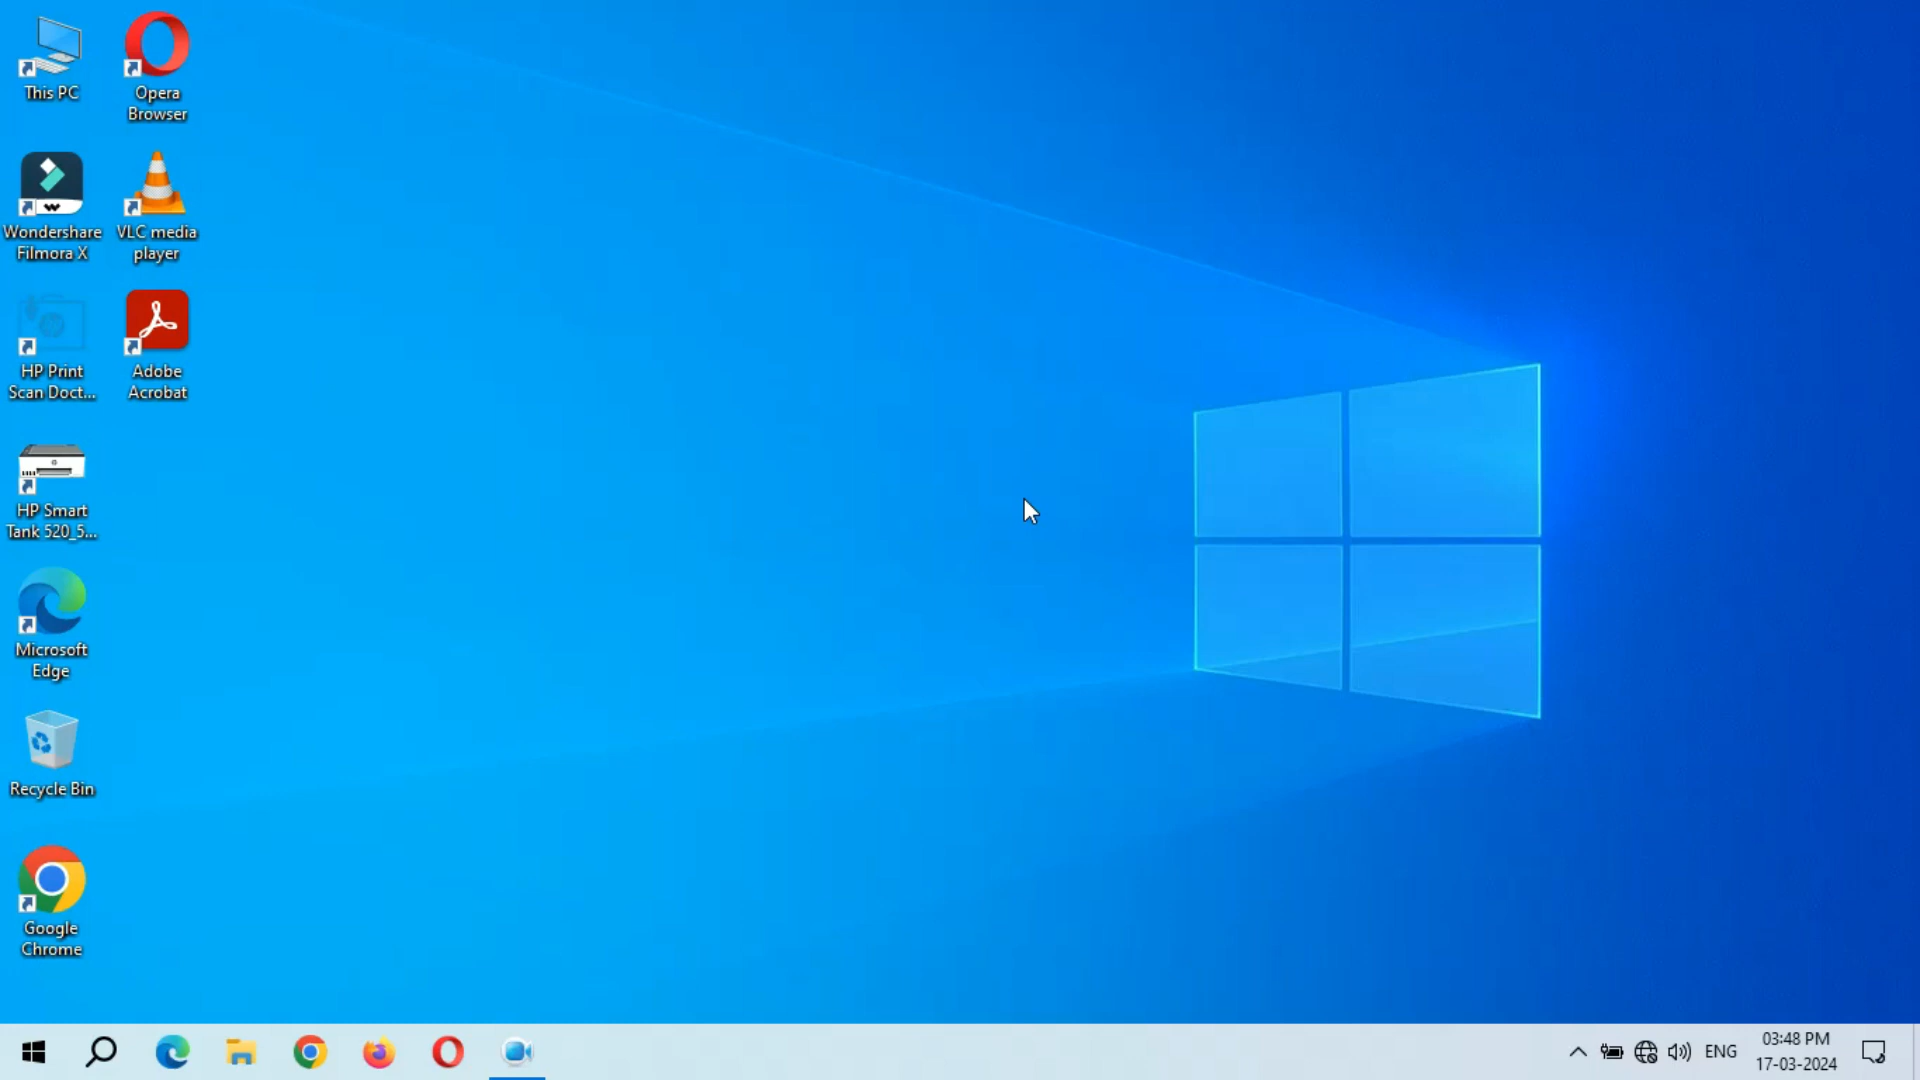 This PC
Opera
Browser
Wondershare
Filmora X
VLC media
player
HP Print
Scan Doct...
Adobe
Acrobat
HP Smart
Tank 520_5...
Microsoft
Edge
Recycle Bin
Google
Chrome
ENG
03:48 PM
17-03-2024